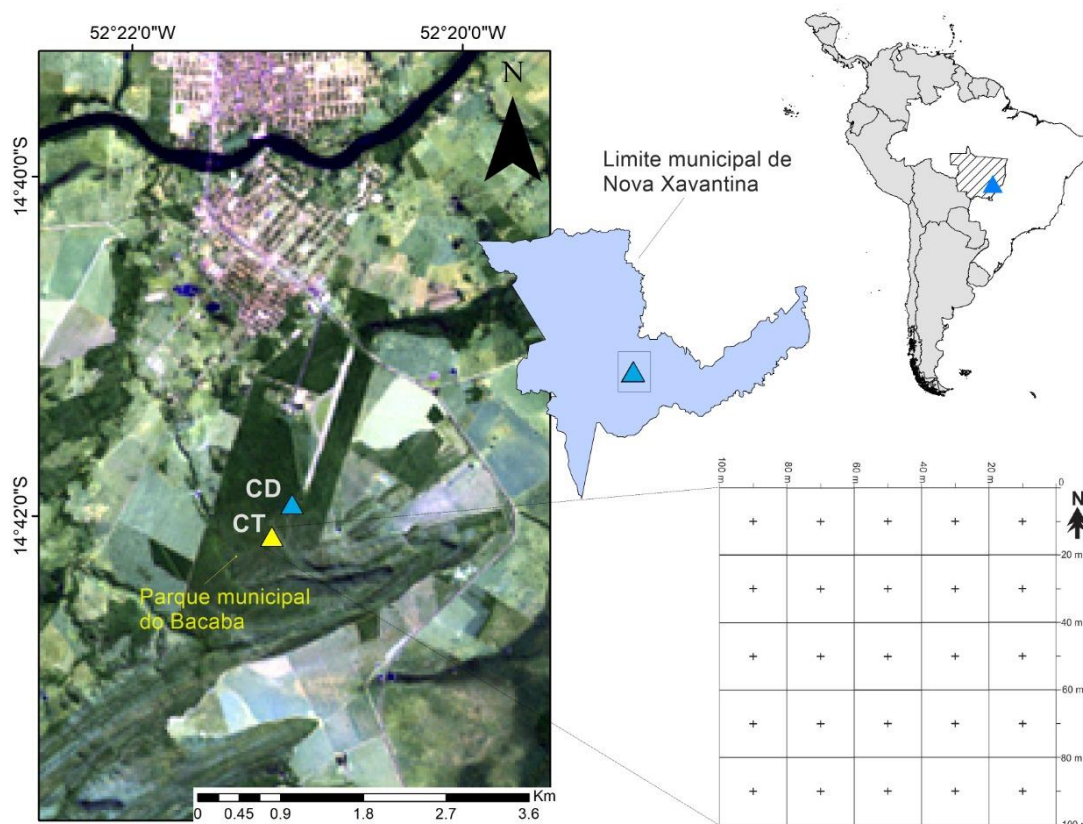 52°22'0"W
52°20'0"W
14°40'0"S
14°42'0"S
N
Limite municipal de
Nova Xavantina
CD
CT
Parque municipal
do Bacaba
Km
0 0.45 0.9 1.8 2.7 3.6
100 m
80 m
60 m
40 m
20 m
0
N
20 m
40 m
60 m
80 m
100 m